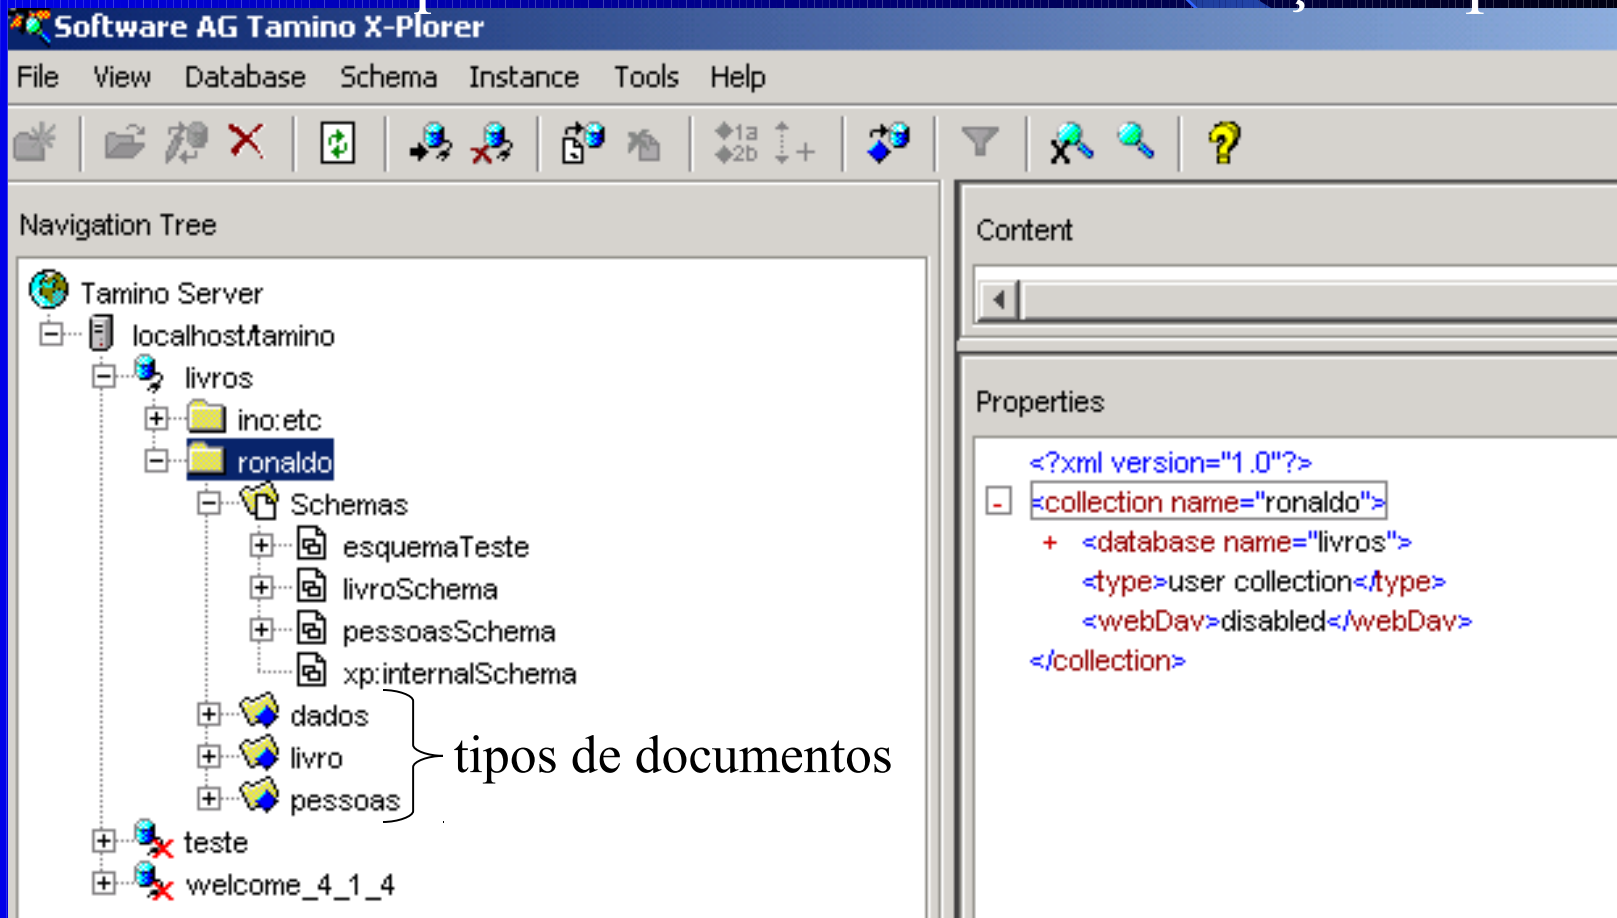 Software AG Tamino X-Plorer
File View Database Schema Instance Tools Help
Navigation Tree
Tamino Server
localhost/tamino
livros
ino:etc
ronaldo
Schemas
esquemaTeste
livroSchema
pessoasSchema
xp:internalSchema
dados
livro
pessoas
tipos de documentos
teste
welcome_4_1_4
Content
Properties
<?xml version="1.0"?>
<collection name="ronaldo">
+ <database name="livros">
<type>user collection</type>
<webDav>disabled</webDav>
</collection>